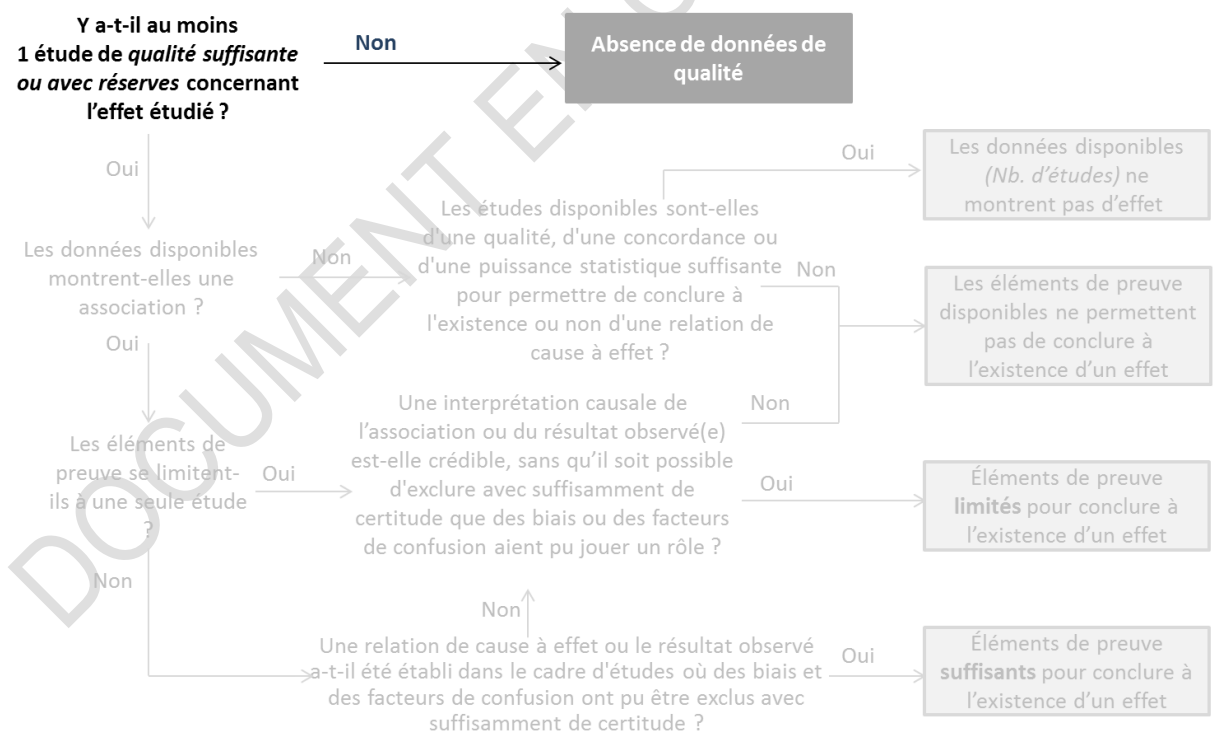 Y a-t-il au moins
1 étude de qualité suffisante
ou avec réserves concernant
l'effet étudié ?
Non
Absence de données de
qualité
Oui
Les données disponibles
montrent-elles une
association ?
Non
Les études disponibles sont-elles
d'une qualité, d'une concordance ou
d'une puissance statistique suffisante
pour permettre de conclure à
l'existence ou non d'une relation de
cause à effet ?
Oui
Les données disponibles
(Nb. d'études) ne
montrent pas d'effet
Non
Les éléments de preuve
disponibles ne permettent
pas de conclure à
l'existence d'un effet
Oui
Les éléments de
preuve se limitent-
ils à une seule étude
?
Oui
Une interprétation causale de
l'association ou du résultat observé(e)
est-elle crédible, sans qu'il soit possible
d'exclure avec suffisamment de
certitude que des biais ou des facteurs
de confusion aient pu jouer un rôle ?
Non
Oui
Éléments de preuve
limités pour conclure à
l'existence d'un effet
Non
Non
Une relation de cause à effet ou le résultat observé
a-t-il été établi dans le cadre d'études où des biais et
des facteurs de confusion ont pu être exclus avec
suffisamment de certitude ?
Oui
Éléments de preuve
suffisants pour conclure à
l'existence d'un effet
DOCUMENT EN